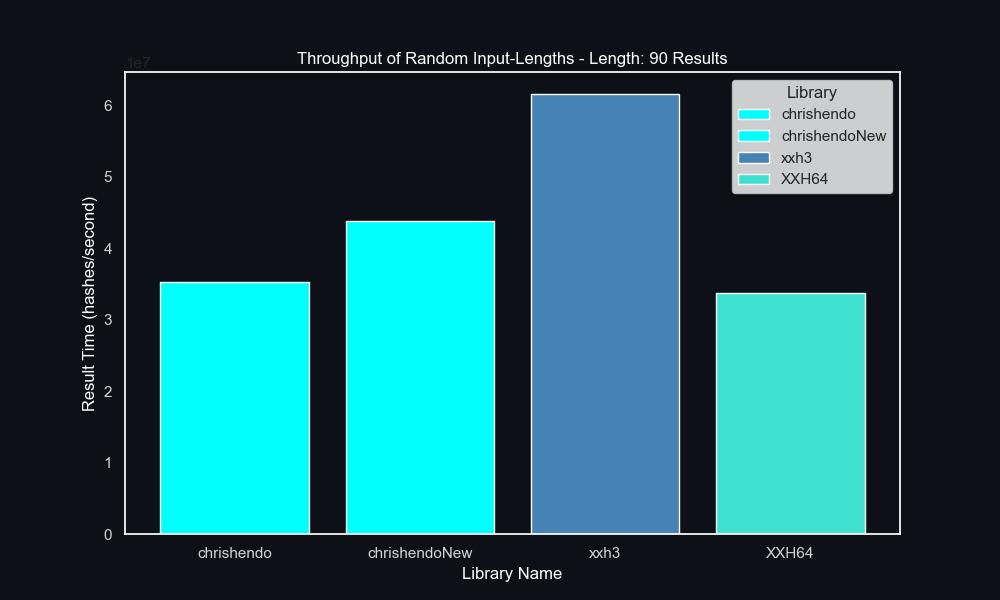 Throughput of Random Input-Lengths - Length: 90 Results
1e7
Library
chrishendo
chrishendoNew
xxh3
XXH64
6
5
4
3
2
1
0
Result Time (hashes/second)
chrishendo
chrishendoNew
xxh3
XXH64
Library Name